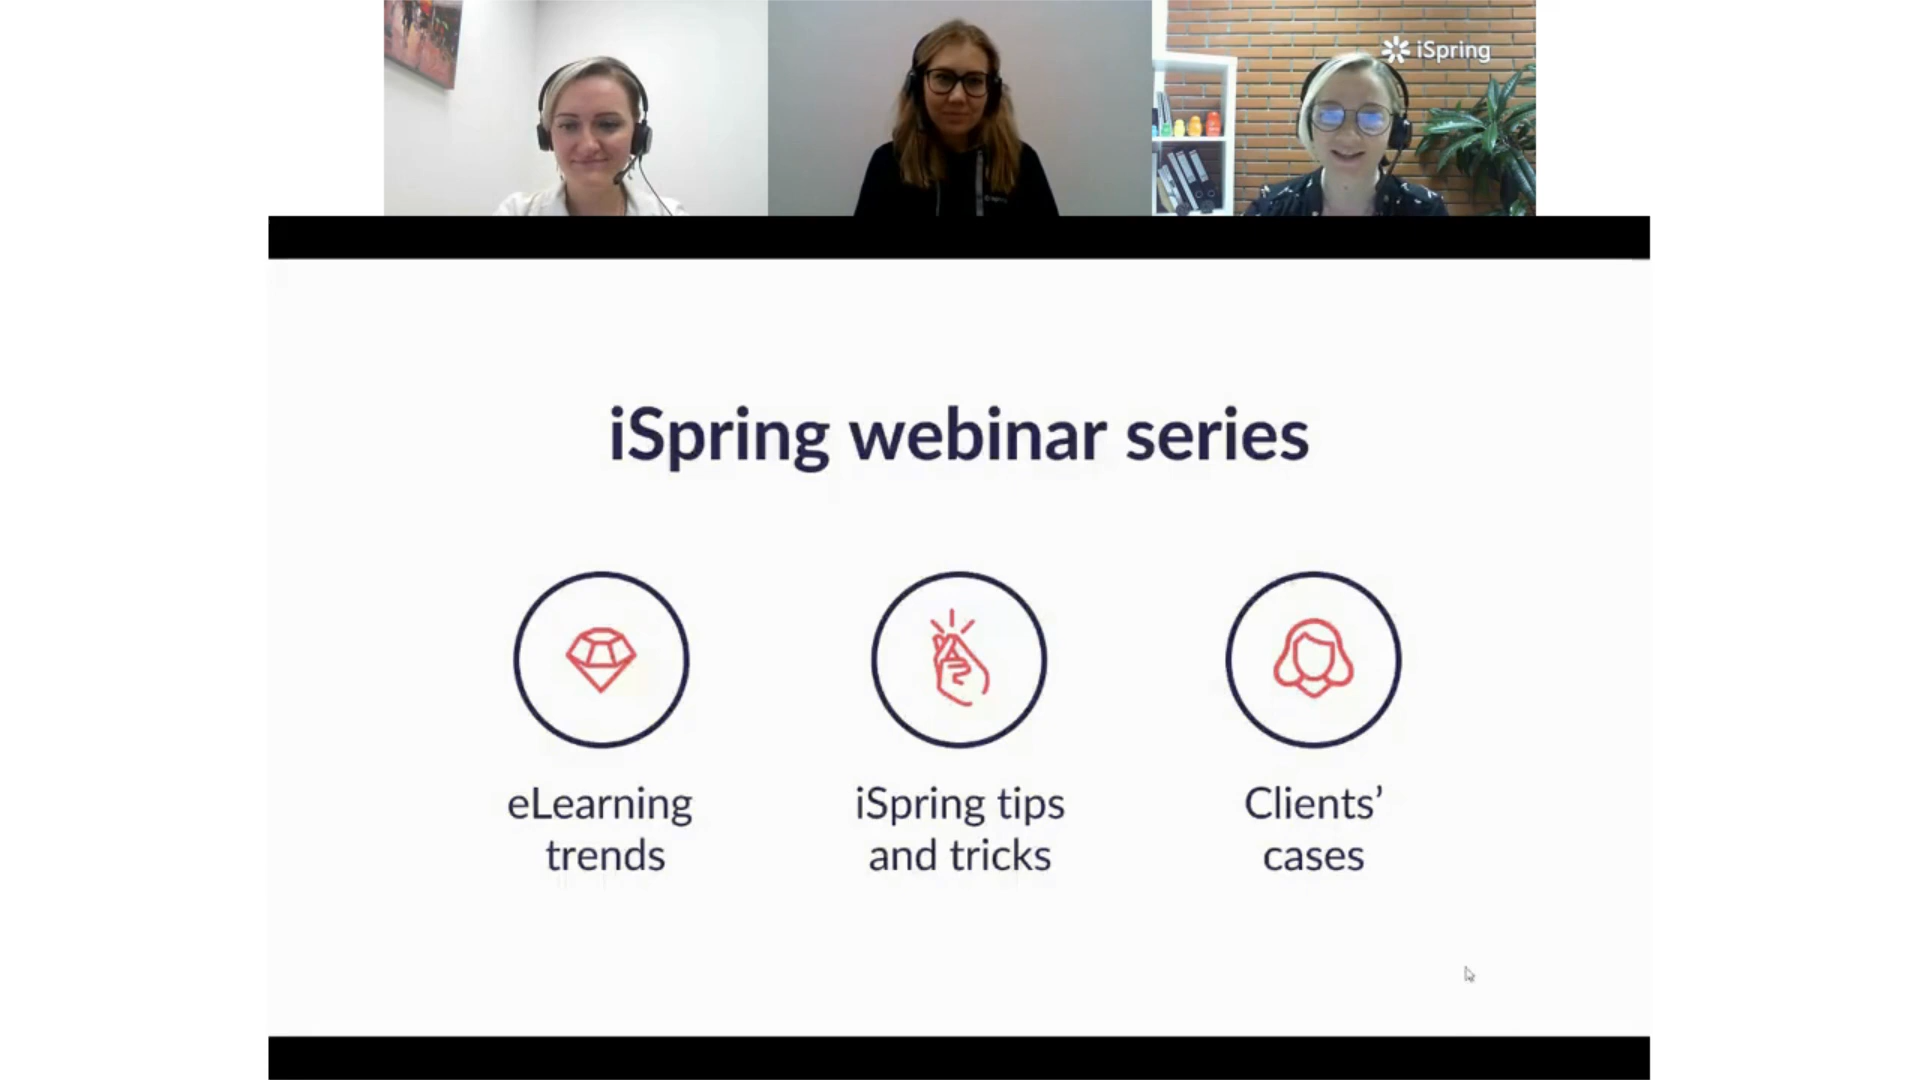 iSpring
iSpring webinar series
eLearning
trends
iSpring tips
and tricks
Clients’
cases